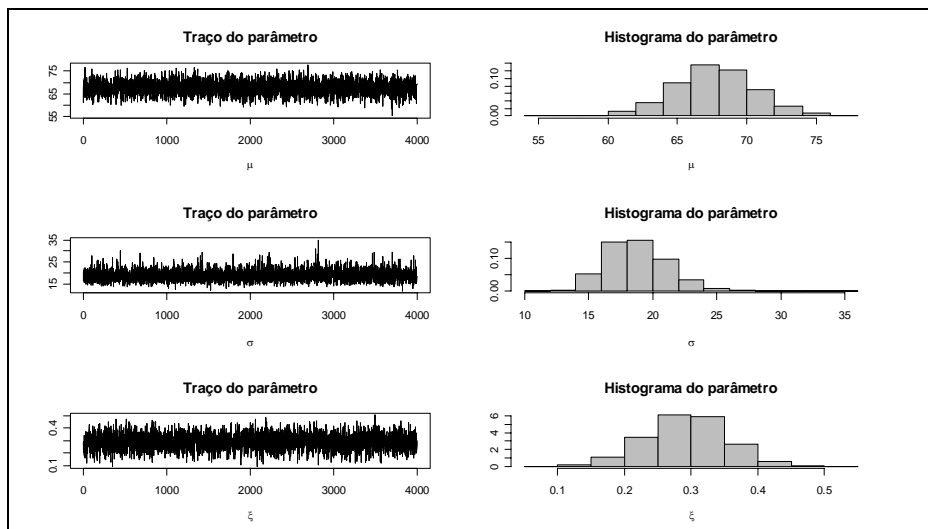 Traço do parâmetro
55 65 75
0 1000 2000 3000 4000
μ
Histograma do parâmetro
0.00 0.10
55 60 65 70 75
μ
Traço do parâmetro
15 25 35
0 1000 2000 3000 4000
σ
Histograma do parâmetro
0.00 0.10
10 15 20 25 30 35
σ
Traço do parâmetro
0.1 0.4
0 1000 2000 3000 4000
ξ
Histograma do parâmetro
0 2 4 6
0.1 0.2 0.3 0.4 0.5
ξ